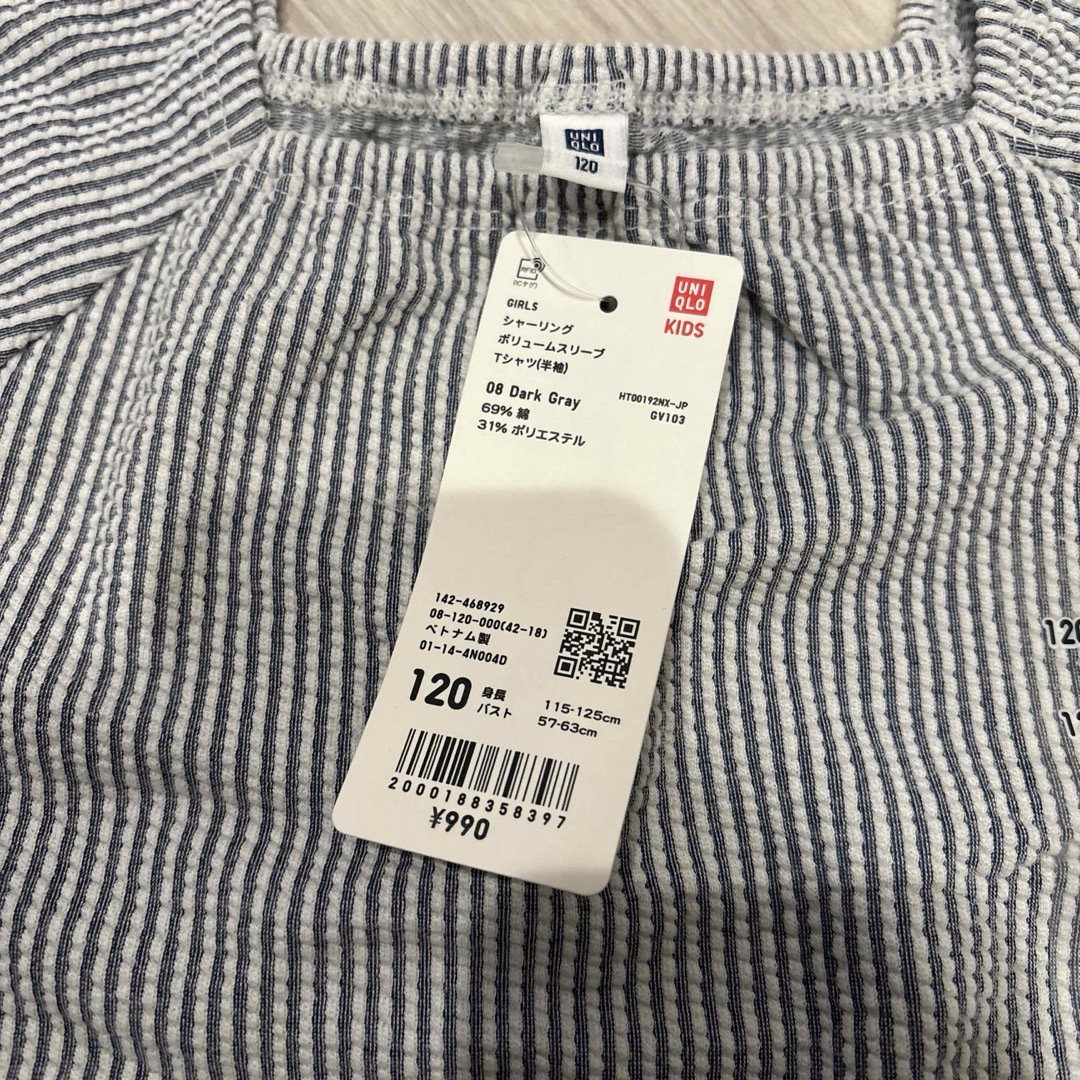 UNI
QLO
120
RFID
(ICタグ)
UNI
QLO
KIDS
GIRLS
シャーリング
ボリュームスリーブ
Tシャツ(半袖)
08 Dark Gray
69% 綿
31% ポリエステル
HT00192NX-JP
GV103
142-468929
08-120-000(42-18)
ベトナム製
01-14-4N004D
120 身長 115-125cm
バスト 57-63cm
2000188358397
¥990
120